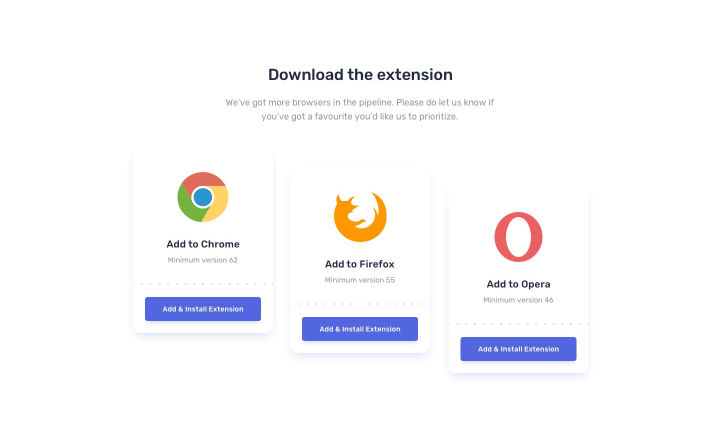 Download the extension
We've got more browsers in the pipeline. Please do let us know if
you've got a favourite you'd like us to prioritize.
Add to Chrome
Minimum version 62
Add & Install Extension
Add to Firefox
Minimum version 55
Add & Install Extension
Add to Opera
Minimum version 46
Add & Install Extension